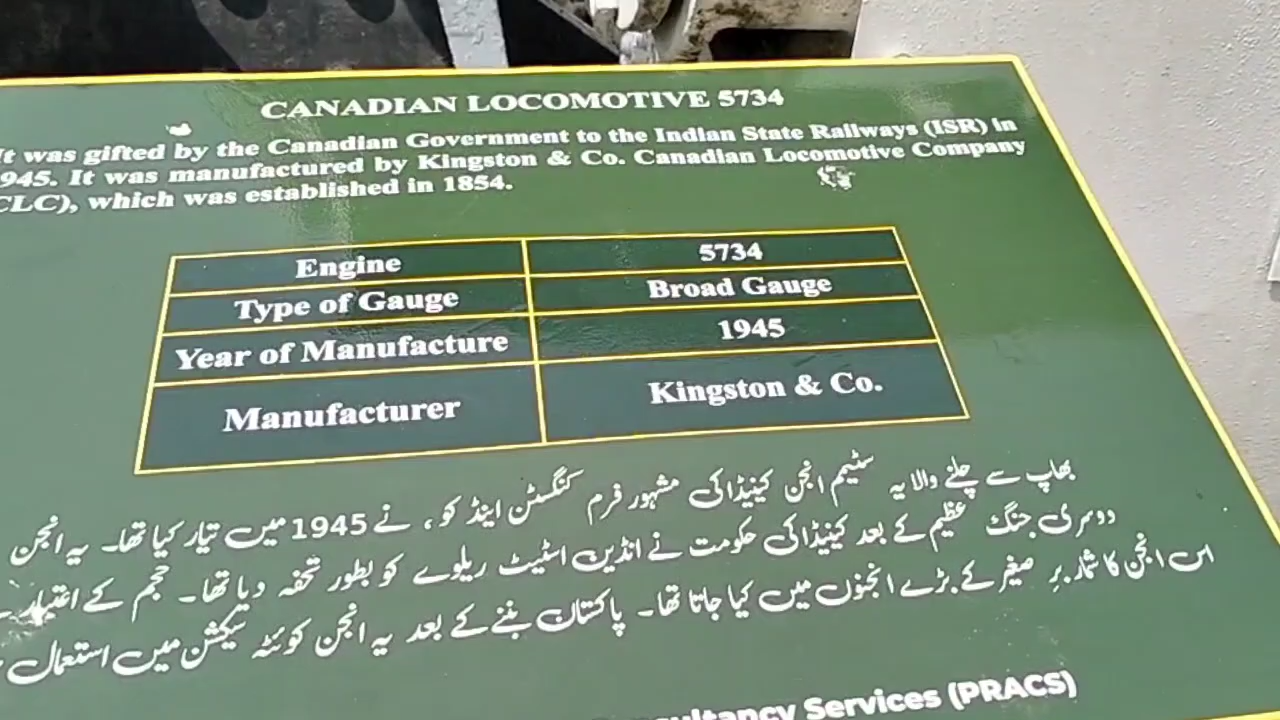 CANADIAN LOCOMOTIVE 5734
It was gifted by the Canadian Government to the Indian State Railways (ISR) in
945. It was manufactured by Kingston & Co. Canadian Locomotive Company
CLC), which was established in 1854.
Engine 5734
Type of Gauge Broad Gauge
Year of Manufacture 1945
Manufacturer Kingston & Co.
بھاپ سے چلنے والا یہ سٹیم انجن کینیڈا کی مشہور فرم کنگسٹن اینڈ کو، نے 1945 میں تیار کیا تھا۔ یہ انجن
دوسری جنگ عظیم کے بعد کینیڈا کی حکومت نے انڈین اسٹیٹ ریلوے کو بطور تحفہ دیا تھا۔ حجم کے اعتبار سے
اس انجن کا شمار برِ صغیر کے بڑے انجنوں میں کیا جاتا تھا۔ پاکستان بننے کے بعد یہ انجن کوئٹہ سیکشن میں استعمال
sultancy Services (PRACS)